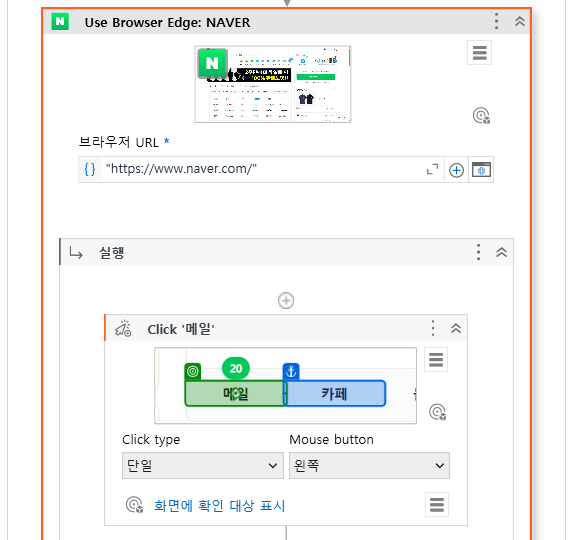 N Use Browser Edge: NAVER
N
브라우저 URL *
{ } "https://www.naver.com/"
실행
Click '메일'
20
메일 카페
Click type Mouse button
단일 왼쪽
화면에 확인 대상 표시